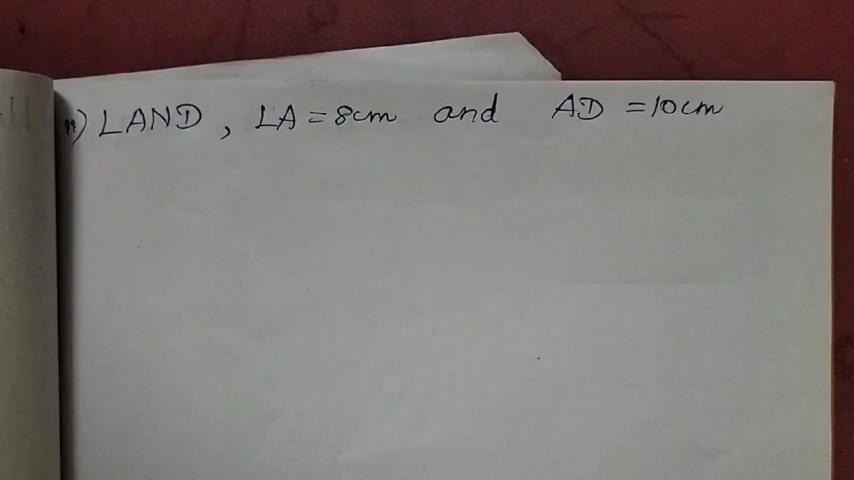 LAND, LA = 8cm and AD = 10cm